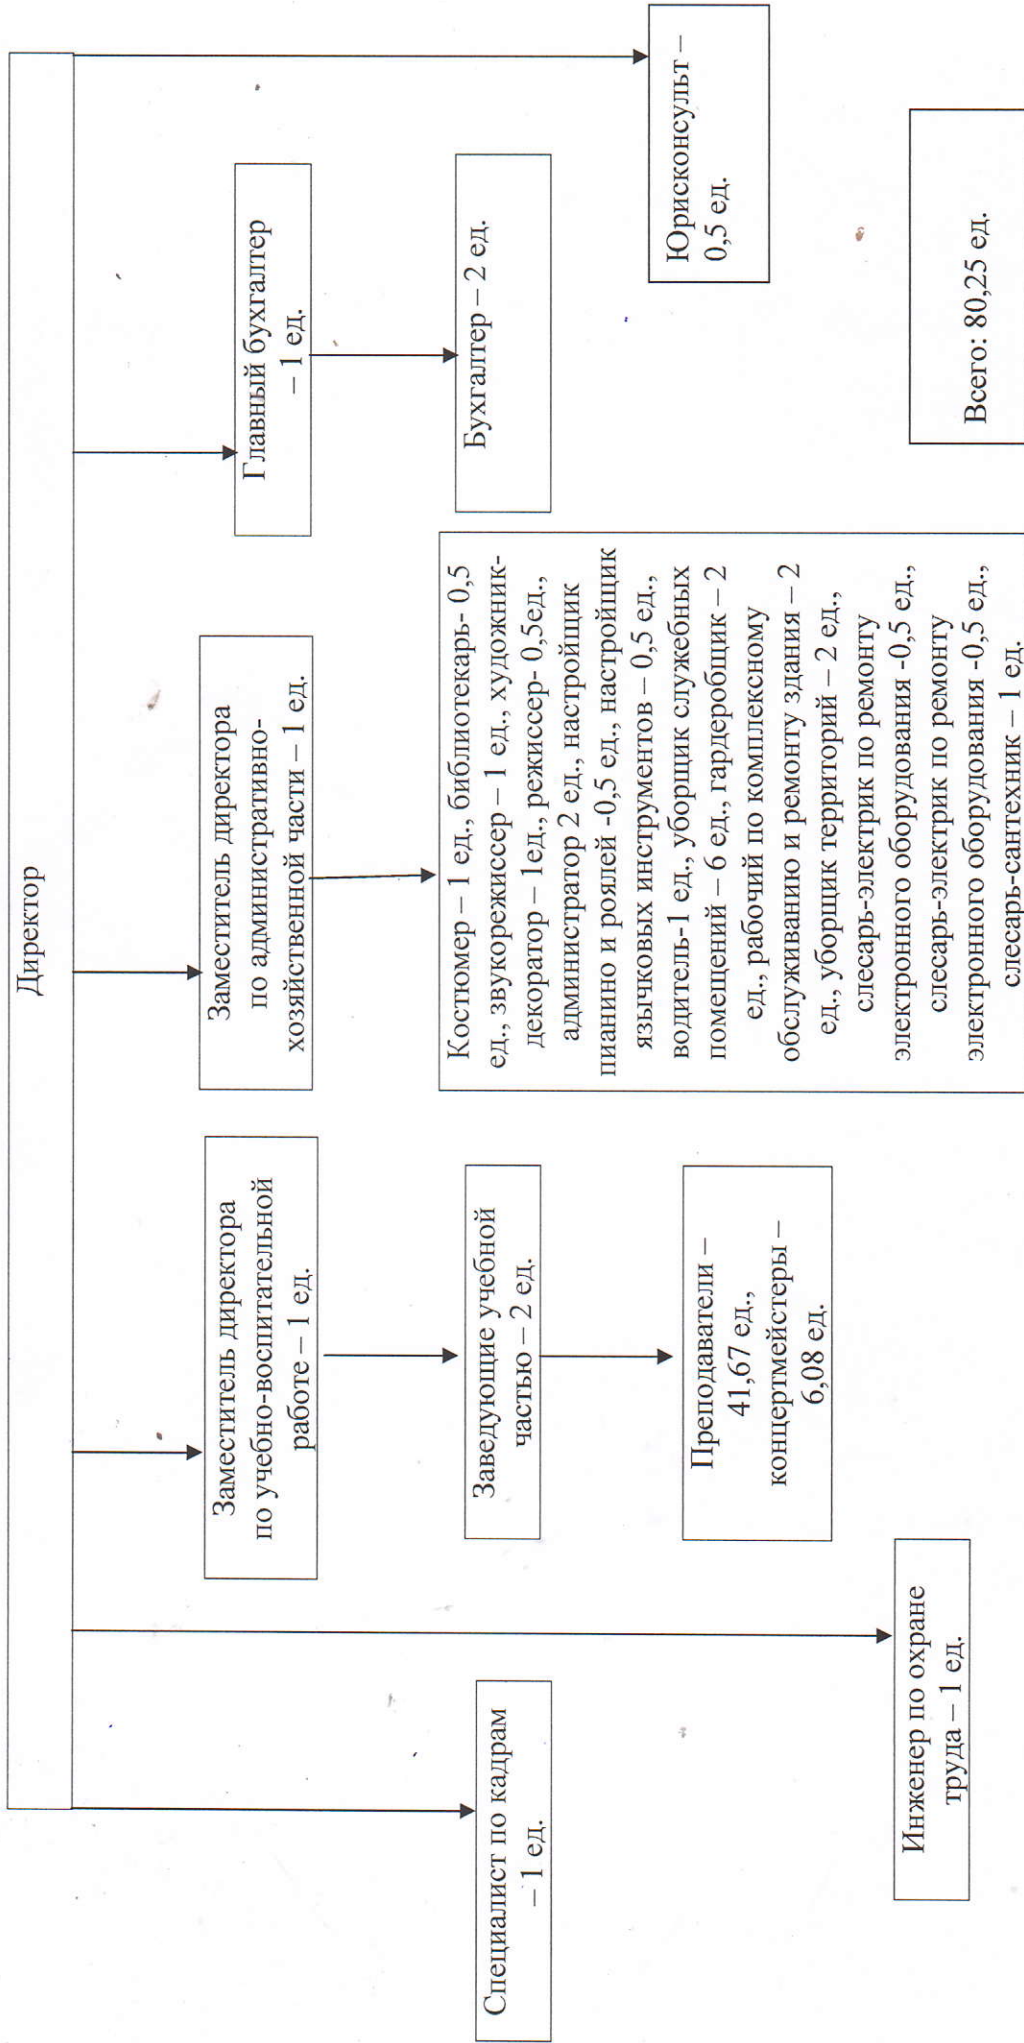 Директор
Специалист по кадрам
– 1 ед.
Инженер по охране
труда – 1 ед.
Заместитель директора
по учебно-воспитательной
работе – 1 ед.
Заведующие учебной
частью – 2 ед.
Преподаватели –
41,67 ед.,
концертмейстеры –
6,08 ед.
Заместитель директора
по административно-
хозяйственной части – 1 ед.
Костюмер – 1 ед., библиотекарь- 0,5
ед., звукорежиссер – 1 ед., художник-
декоратор – 1ед., режиссер- 0,5ед.,
администратор 2 ед., настройщик
пианино и роялей -0,5 ед., настройщик
язычковых инструментов – 0,5 ед.,
водитель-1 ед., уборщик служебных
помещений – 6 ед., гардеробщик – 2
ед., рабочий по комплексному
обслуживанию и ремонту здания – 2
ед., уборщик территорий – 2 ед.,
слесарь-электрик по ремонту
электронного оборудования -0,5 ед.,
слесарь-электрик по ремонту
электронного оборудования -0,5 ед.,
слесарь-сантехник – 1 ед.
Главный бухгалтер
– 1 ед.
Бухгалтер – 2 ед.
Юрисконсульт –
0,5 ед.
Всего: 80,25 ед.